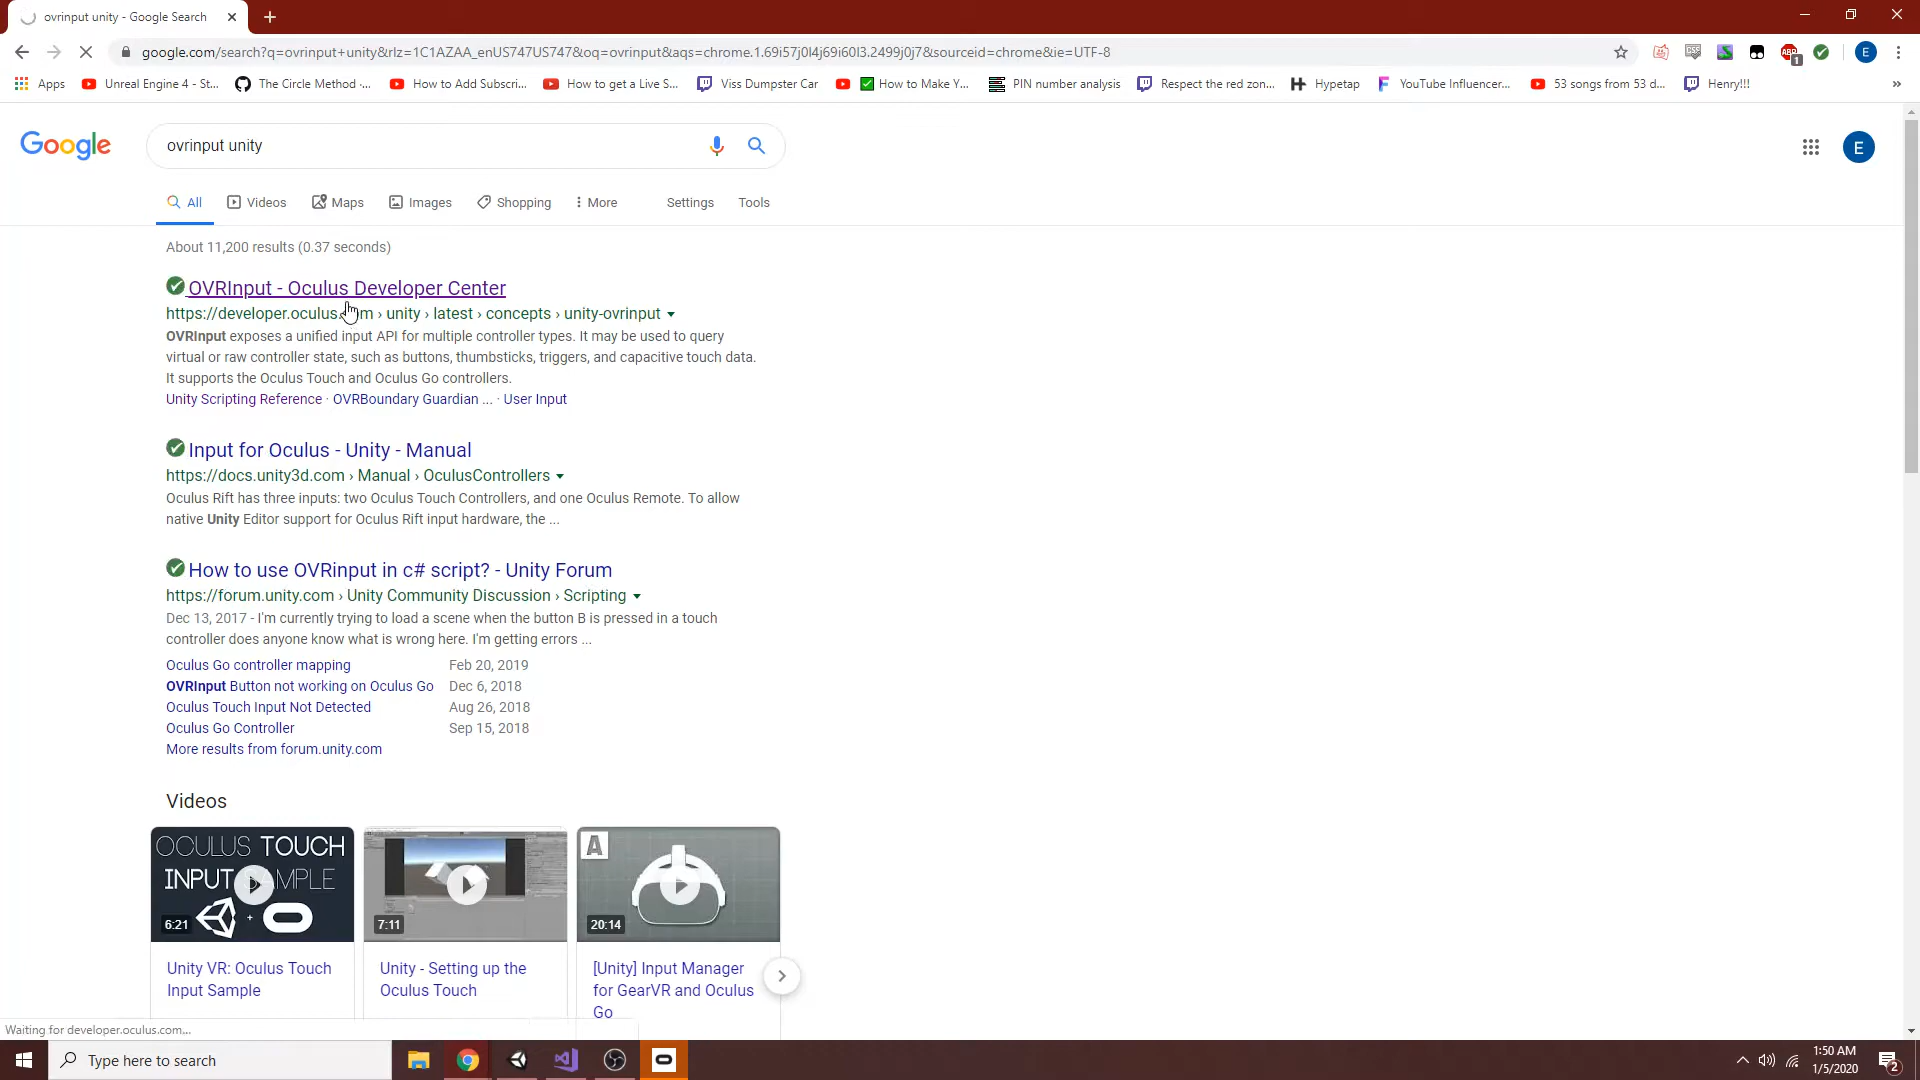 ovrinput unity - Google Search
google.com/search?q=ovrinput+unity&rlz=1C1AZAA_enUS747US747&oq=ovrinput&aqs=chrome.1.69i57j0l4j69i60l3.2499j0j7&sourceid=chrome&ie=UTF-8
Apps Unreal Engine 4 - St... The Circle Method -... How to Add Subscri... How to get a Live S... Viss Dumpster Car How to Make Y... PIN number analysis Respect the red zon... Hypetap YouTube Influencer... 53 songs from 53 d... Henry!!! »
Google ovrinput unity E
All Videos Maps Images Shopping More Settings Tools
About 11,200 results (0.37 seconds)
OVRInput - Oculus Developer Center
https://developer.oculus. m › unity › latest › concepts › unity-ovrinput
OVRInput exposes a unified input API for multiple controller types. It may be used to query
virtual or raw controller state, such as buttons, thumbsticks, triggers, and capacitive touch data.
It supports the Oculus Touch and Oculus Go controllers.
Unity Scripting Reference · OVRBoundary Guardian ... · User Input
Input for Oculus - Unity - Manual
https://docs.unity3d.com › Manual › OculusControllers
Oculus Rift has three inputs: two Oculus Touch Controllers, and one Oculus Remote. To allow
native Unity Editor support for Oculus Rift input hardware, the ...
How to use OVRinput in c# script? - Unity Forum
https://forum.unity.com › Unity Community Discussion › Scripting
Dec 13, 2017 - I'm currently trying to load a scene when the button B is pressed in a touch
controller does anyone know what is wrong here. I'm getting errors ...
Oculus Go controller mapping Feb 20, 2019
OVRInput Button not working on Oculus Go Dec 6, 2018
Oculus Touch Input Not Detected Aug 26, 2018
Oculus Go Controller Sep 15, 2018
More results from forum.unity.com
Videos
OCULUS TOUCH
INPUT SAMPLE
A
6:21 7:11 20:14
Unity VR: Oculus Touch
Input Sample
Unity - Setting up the
Oculus Touch
[Unity] Input Manager
for GearVR and Oculus
Go
Waiting for developer.oculus.com...
Type here to search
1:50 AM
1/5/2020
2